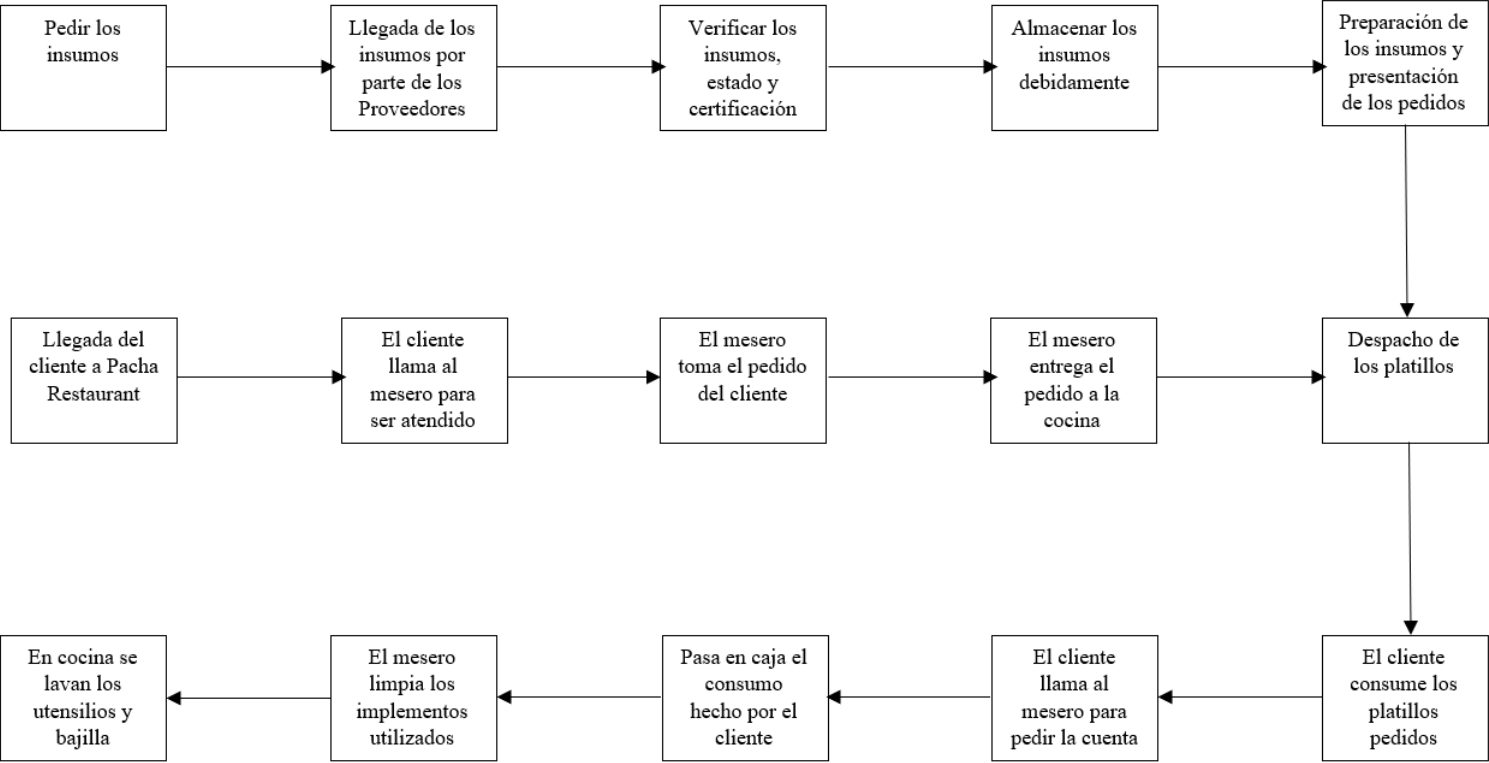 Pedir los
insumos
Llegada de los
insumos por
parte de los
Proveedores
Verificar los
insumos,
estado y
certificación
Almacenar los
insumos
debidamente
Preparación de
los insumos y
presentación
de los pedidos
Llegada del
cliente a Pacha
Restaurant
El cliente
llama al
mesero para
ser atendido
El mesero
toma el pedido
del cliente
El mesero
entrega el
pedido a la
cocina
Despacho de
los platillos
En cocina se
lavan los
utensilios y
bajilla
El mesero
limpia los
implementos
utilizados
Pasa en caja el
consumo
hecho por el
cliente
El cliente
llama al
mesero para
pedir la cuenta
El cliente
consume los
platillos
pedidos